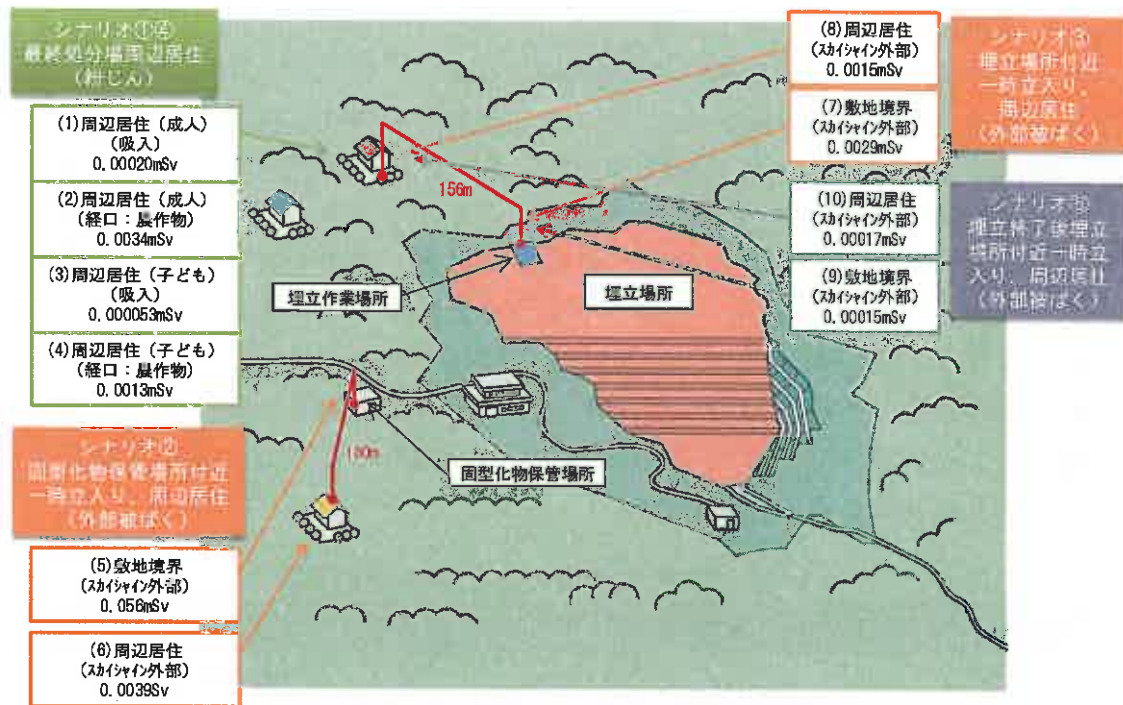 シナリオ①④
最終処分場周辺居住
(粉じん)
(1)周辺居住(成人)
(吸入)
0.00020mSv
(2)周辺居住(成人)
(経口:農作物)
0.0034mSv
(3)周辺居住(子ども)
(吸入)
0.000053mSv
(4)周辺居住(子ども)
(経口:農作物)
0.0013mSv
シナリオ②
固型化物保管場所付近
一時立入り、周辺居住
(外部被ばく)
(5)敷地境界
(スカイシャイン外部)
0.056mSv
(6)周辺居住
(スカイシャイン外部)
0.0039Sv
156m
埋立作業場所
埋立場所
固型化物保管場所
(8)周辺居住
(スカイシャイン外部)
0.0015mSv
(7)敷地境界
(スカイシャイン外部)
0.0029mSv
(10)周辺居住
(スカイシャイン外部)
0.00017mSv
(9)敷地境界
(スカイシャイン外部)
0.00015mSv
シナリオ③
埋立場所付近
一時立入り、
周辺居住
(外部被ばく)
埋立終了後埋立
場所付近一時立
入り、周辺居住
(外部被ばく)